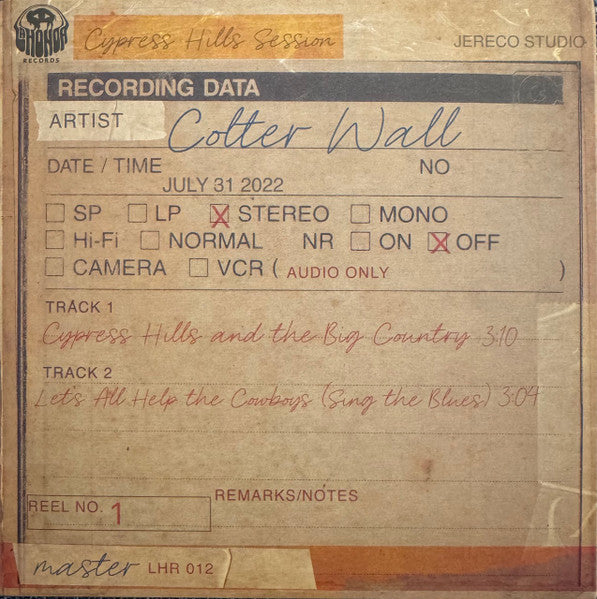 LA HONDA
RECORDS
Cypress Hills Session
JERECO STUDIO
RECORDING DATA
ARTIST Colter Wall
DATE / TIME NO
JULY 31 2022
SP LP STEREO MONO
Hi-Fi NORMAL NR ON OFF
CAMERA VCR ( AUDIO ONLY )
TRACK 1
Cypress Hills and the Big Country 3:10
TRACK 2
Let's All Help the Cowboys (Sing the Blues) 3:04
REMARKS/NOTES
REEL NO. 1
master LHR 012